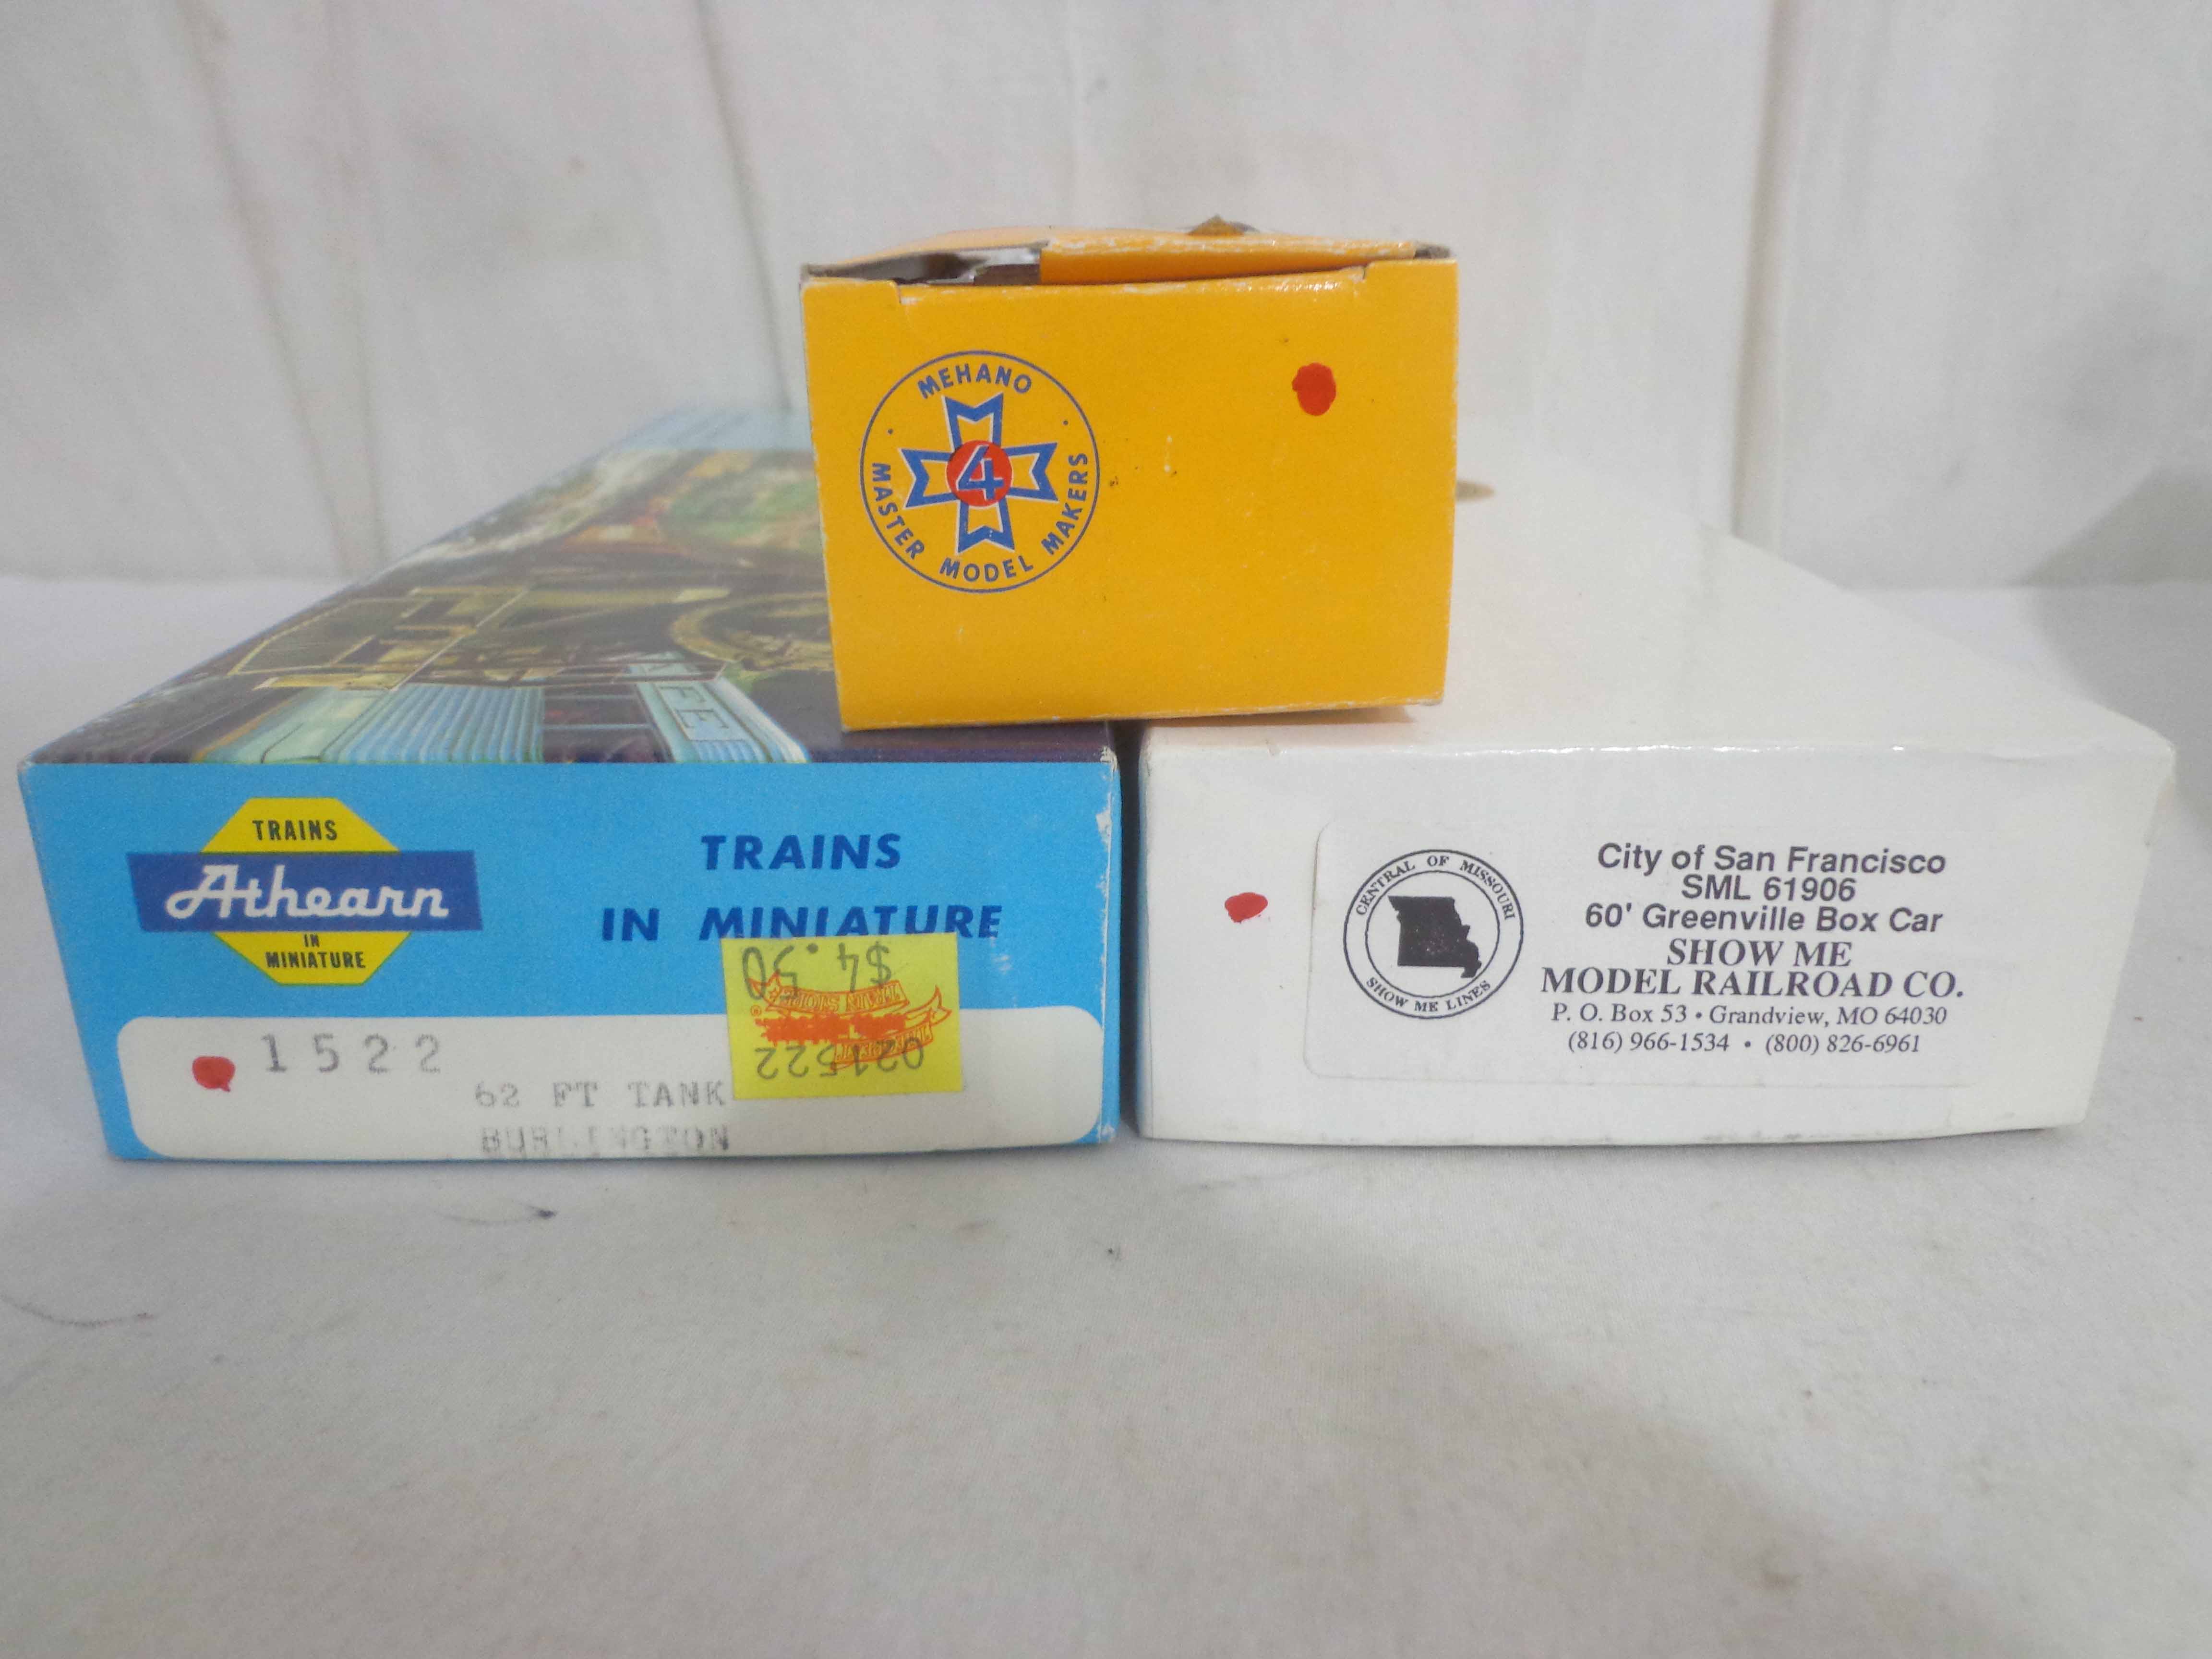 MEHANO
4
MASTER MODEL MAKERS
TRAINS
Athearn
IN
MINIATURE
TRAINS
IN MINIATURE
$4.50
TRAIN STORE
021522
1522
62 FT TANK
BURLINGTON
CENTRAL OF MISSOURI
SHOW ME LINES
City of San Francisco
SML 61906
60' Greenville Box Car
SHOW ME
MODEL RAILROAD CO.
P. O. Box 53 • Grandview, MO 64030
(816) 966-1534 • (800) 826-6961